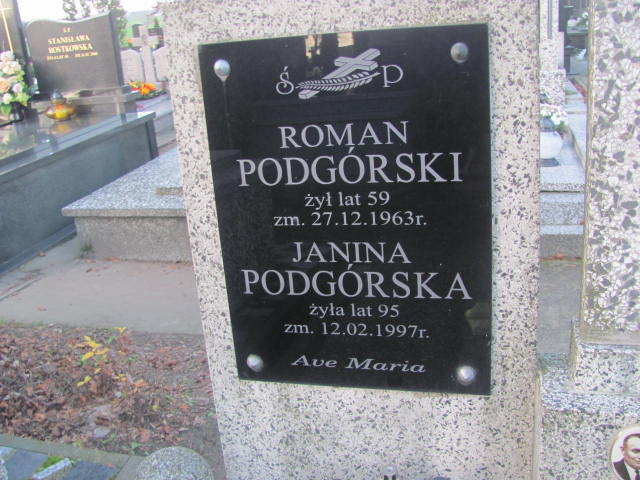 Ś P
ROMAN
PODGÓRSKI
żył lat 59
zm. 27.12.1963r.
JANINA
PODGÓRSKA
żyła lat 95
zm. 12.02.1997r.
Ave Maria
Ś.P.
STANISŁAWA
ROSTKOWSKA